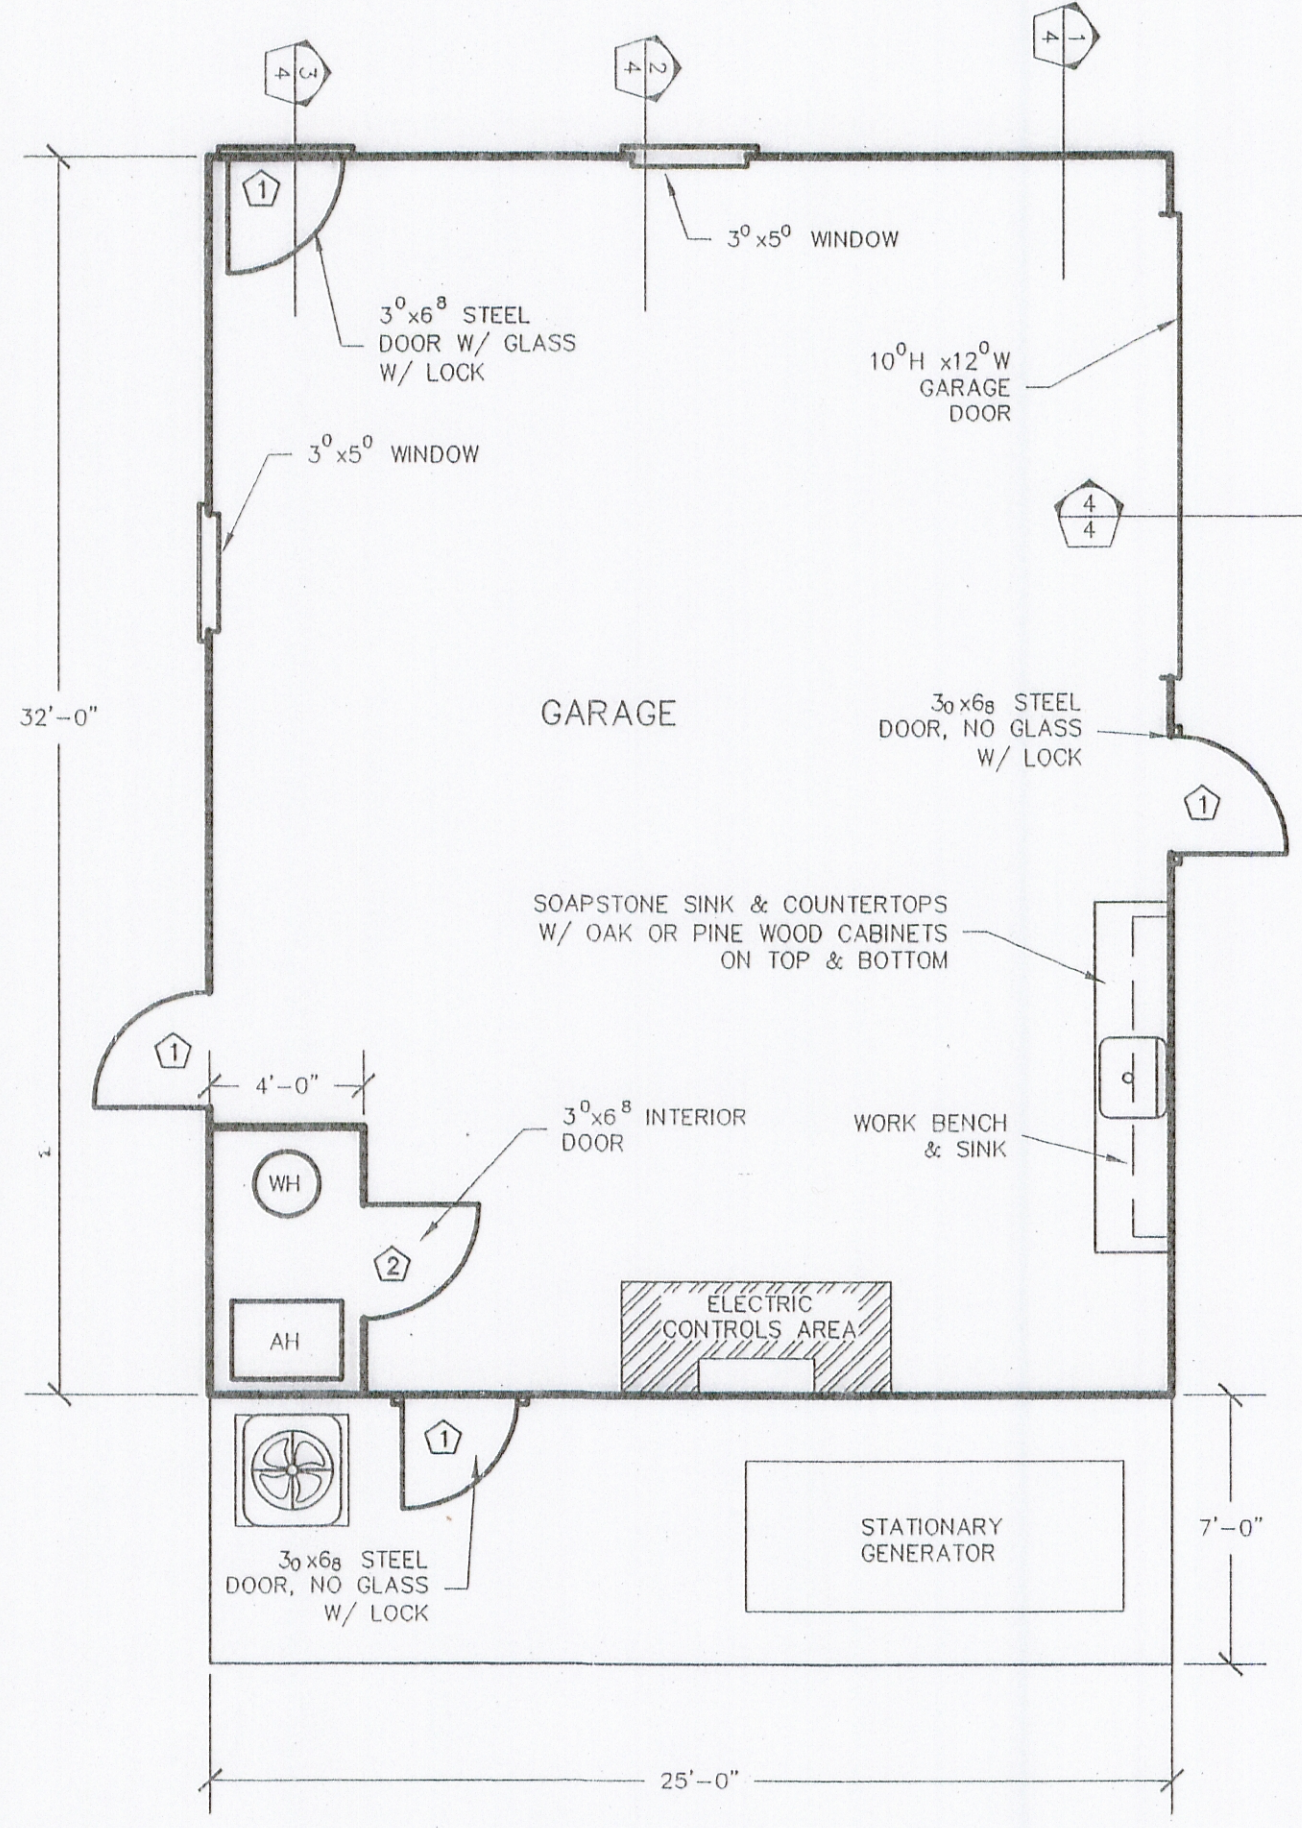 3
4
2
4
1
4
1
3⁰x5⁰ WINDOW
3⁰x6⁸ STEEL
DOOR W/ GLASS
W/ LOCK
10⁰H x12⁰W
GARAGE
DOOR
3⁰x5⁰ WINDOW
4
4
32'-0"
GARAGE
3₀x6₈ STEEL
DOOR, NO GLASS
W/ LOCK
1
SOAPSTONE SINK & COUNTERTOPS
W/ OAK OR PINE WOOD CABINETS
ON TOP & BOTTOM
1
4'-0"
3⁰x6⁸ INTERIOR
DOOR
WORK BENCH
& SINK
WH
2
ELECTRIC
CONTROLS AREA
AH
1
STATIONARY
GENERATOR
7'-0"
3₀x6₈ STEEL
DOOR, NO GLASS
W/ LOCK
25'-0"